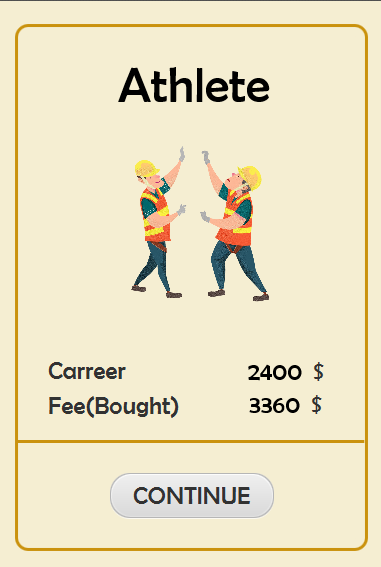 Athlete
Carreer 2400 $
Fee(Bought) 3360 $
CONTINUE